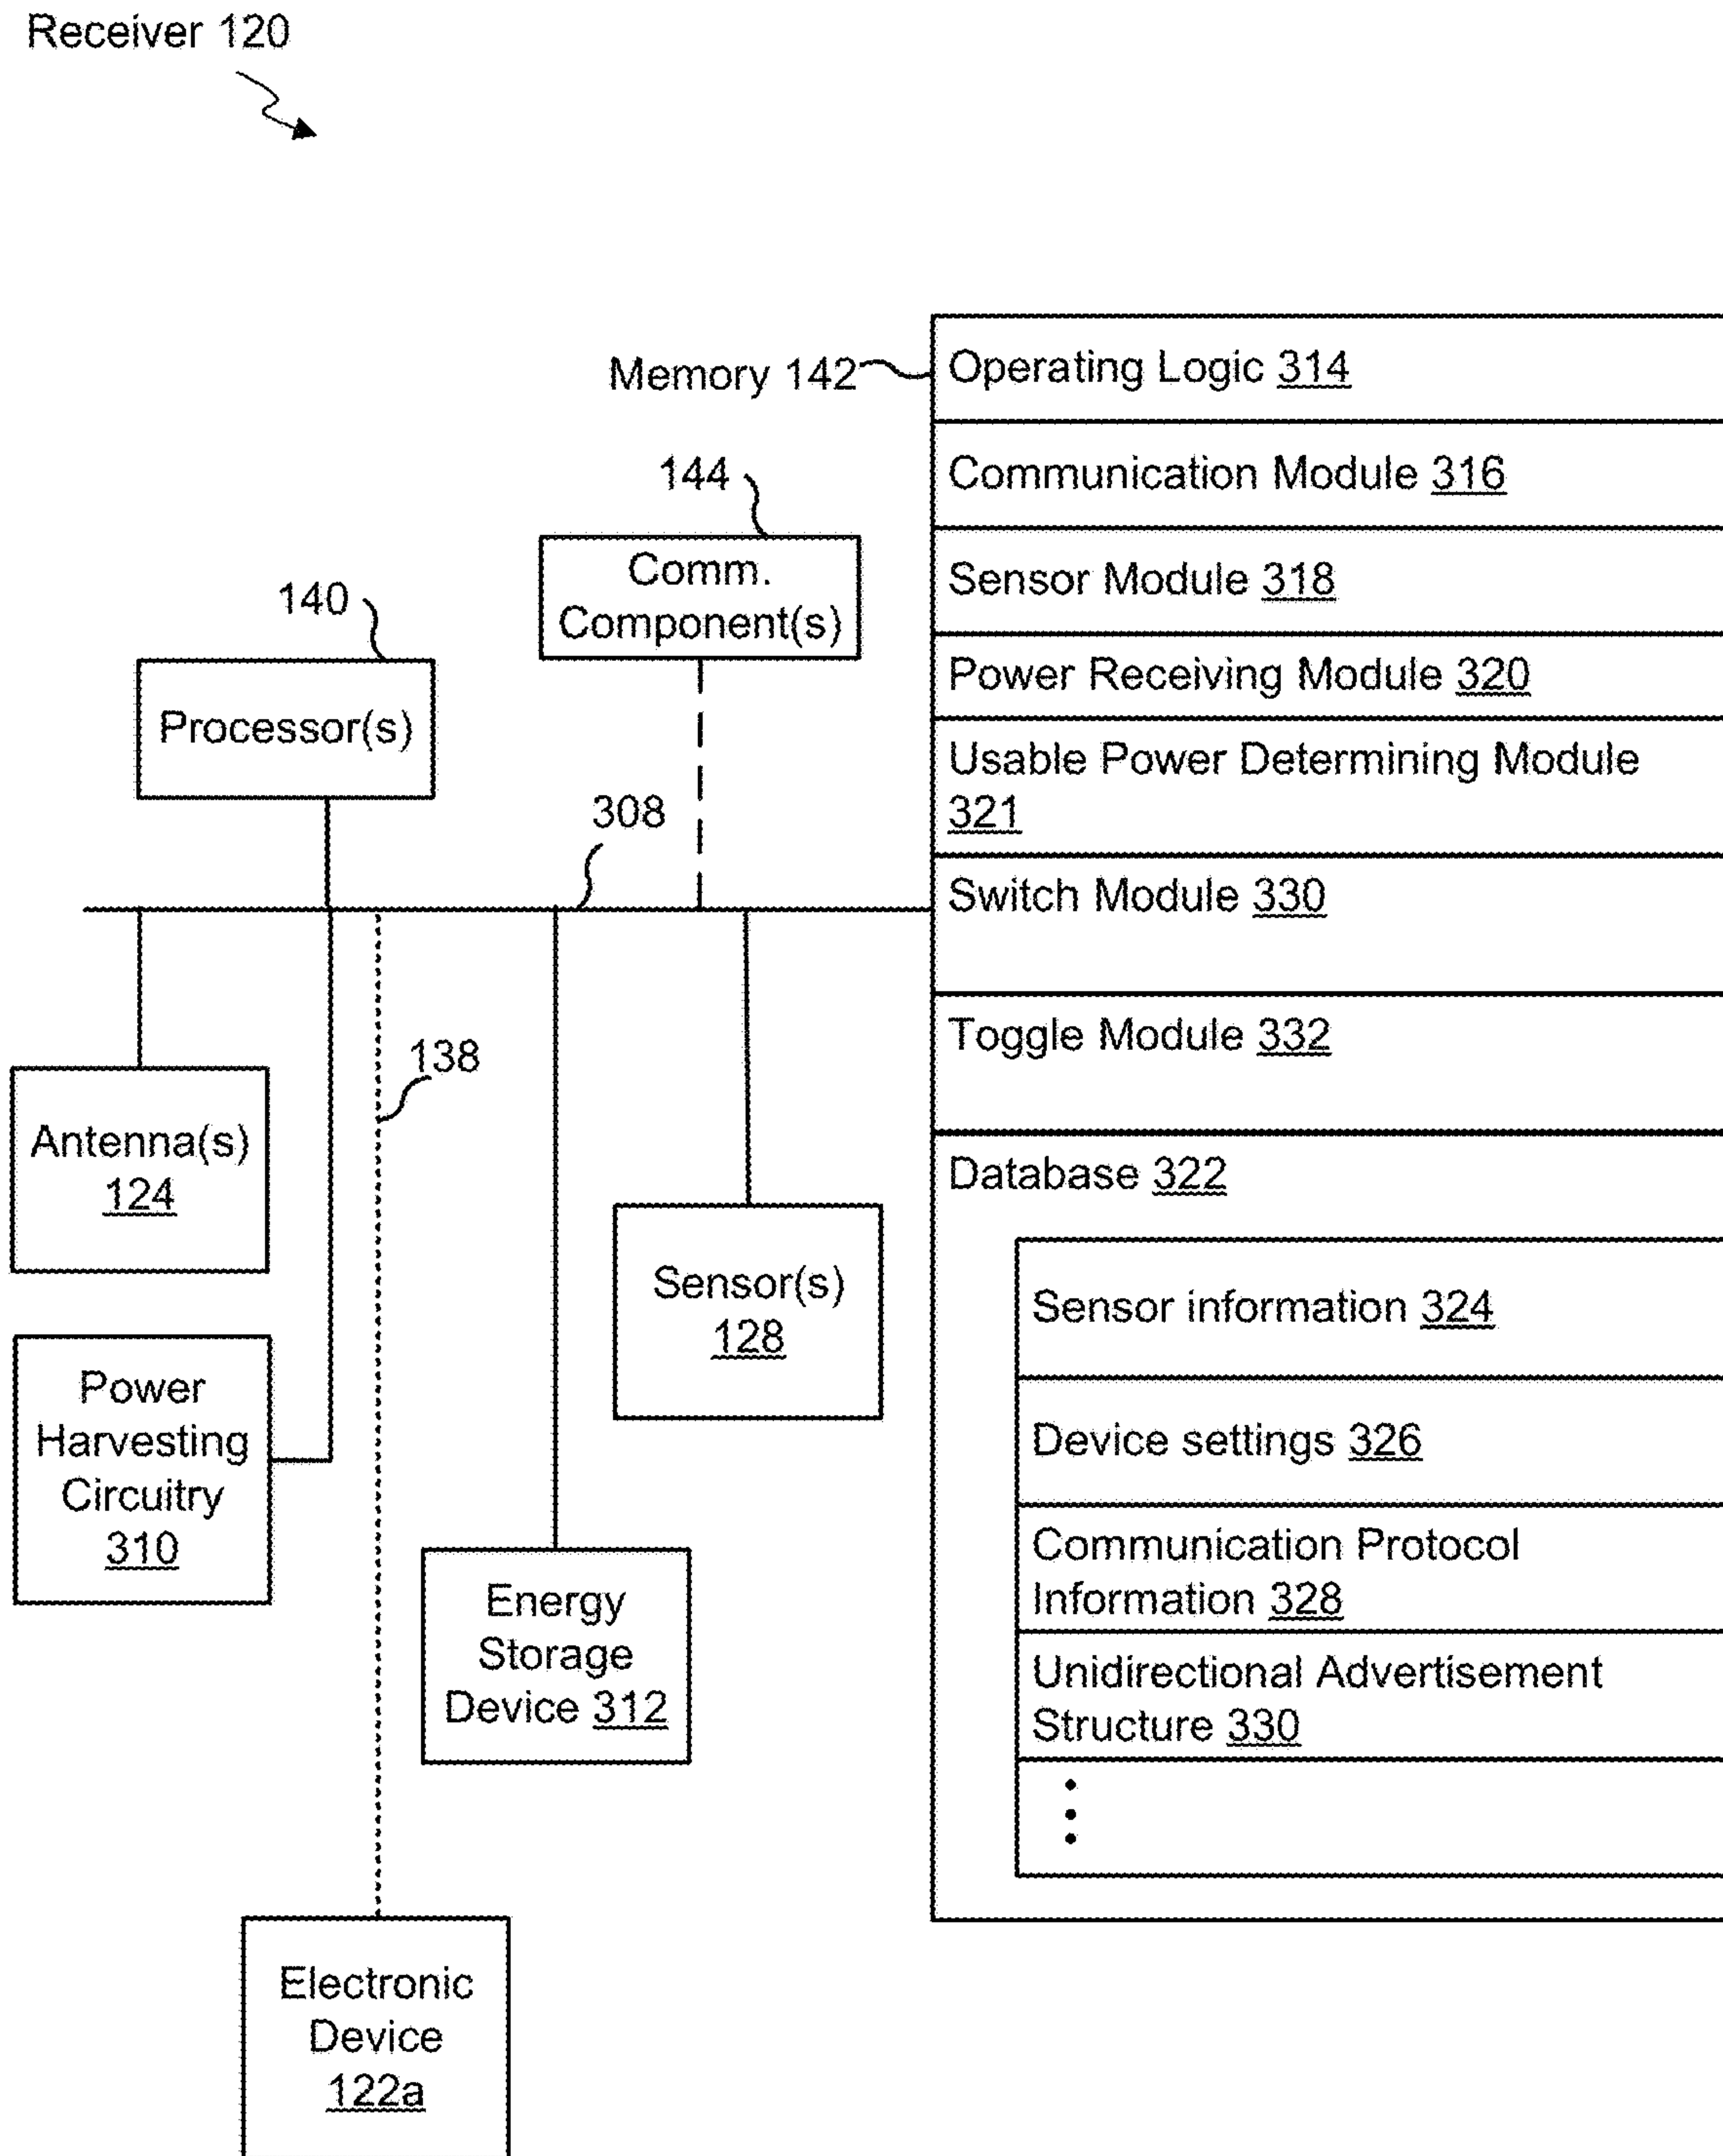 Receiver 120
Memory 142
Operating Logic 314
Communication Module 316
Sensor Module 318
Power Receiving Module 320
Usable Power Determining Module
321
Switch Module 330
Toggle Module 332
Database 322
Sensor information 324
Device settings 326
Communication Protocol
Information 328
Unidirectional Advertisement
Structure 330
144
Comm.
Component(s)
140
Processor(s)
308
138
Antenna(s)
124
Power
Harvesting
Circuitry
310
Sensor(s)
128
Energy
Storage
Device 312
Electronic
Device
122a